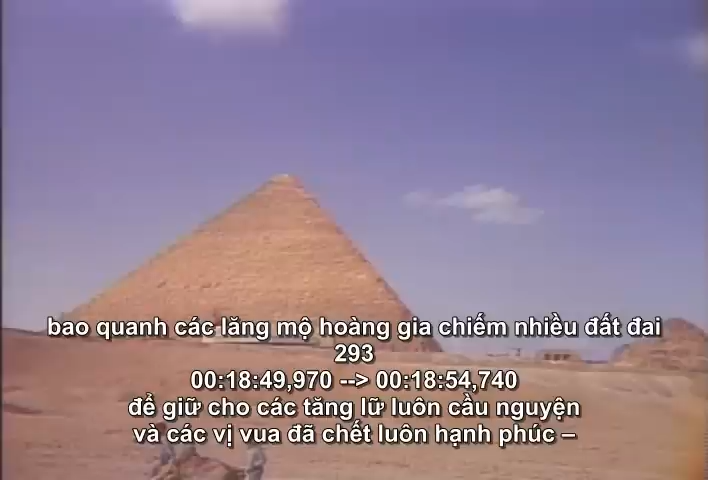 bao quanh các lăng mộ hoàng gia chiếm nhiều đất đai
293
00:18:49,970 --> 00:18:54,740
để giữ cho các tăng lữ luôn cầu nguyện
và các vị vua đã chết luôn hạnh phúc –